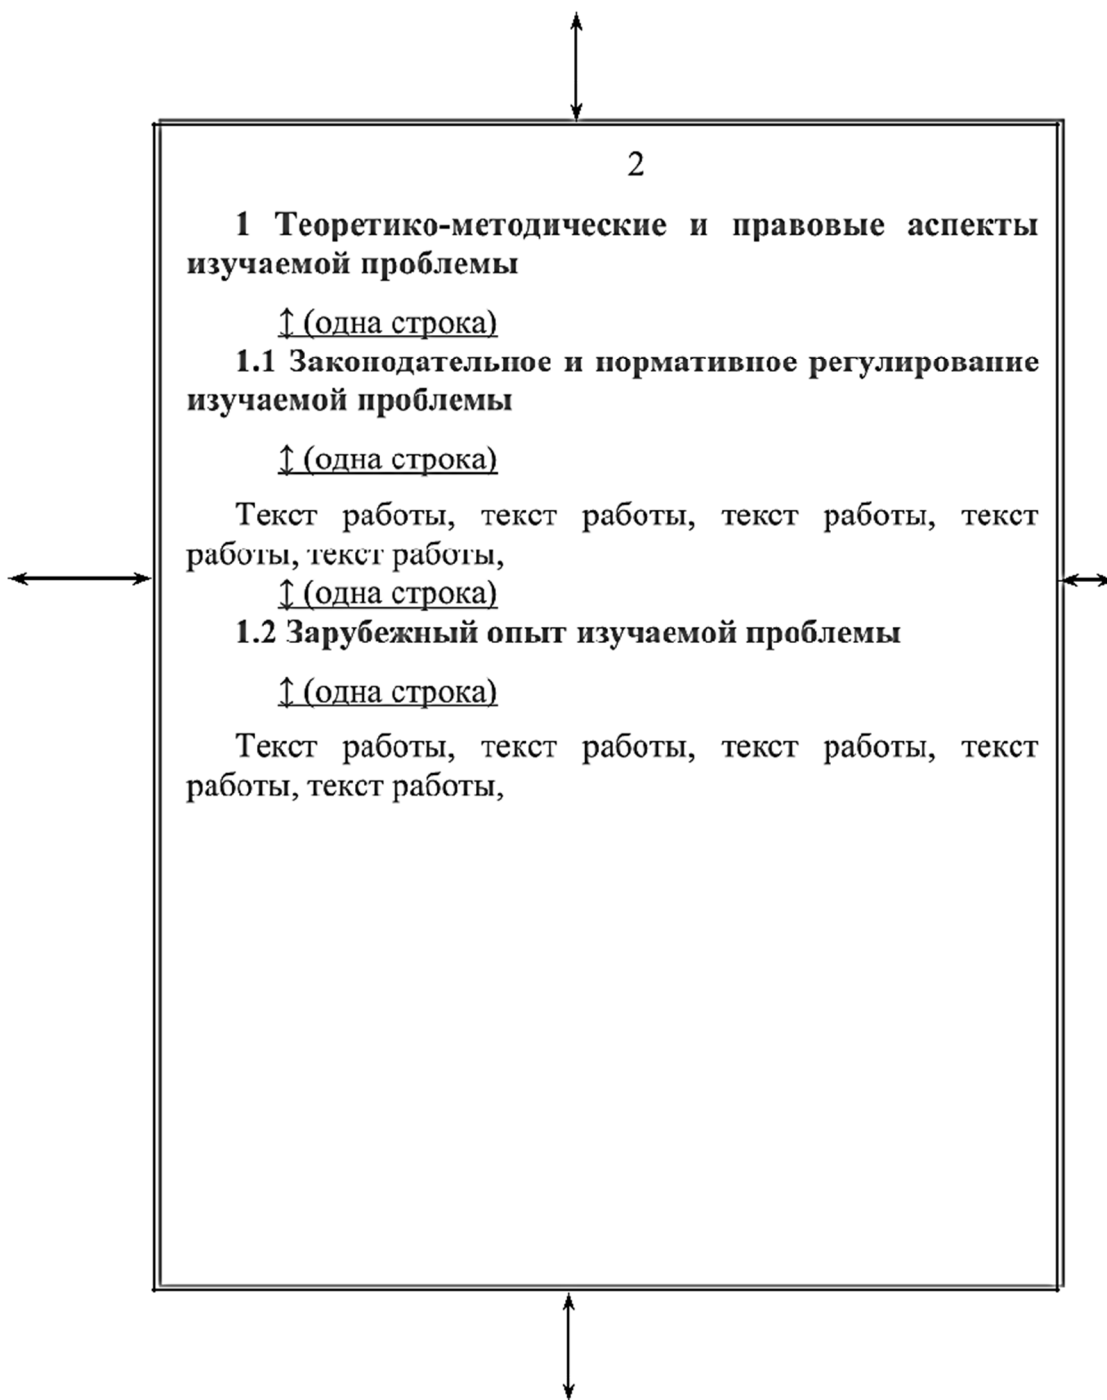 2
1 Теоретико-методические и правовые аспекты
изучаемой проблемы
↕ (одна строка)
1.1 Законодательное и нормативное регулирование
изучаемой проблемы
↕ (одна строка)
Текст работы, текст работы, текст работы, текст
работы, текст работы,
↕ (одна строка)
1.2 Зарубежный опыт изучаемой проблемы
↕ (одна строка)
Текст работы, текст работы, текст работы, текст
работы, текст работы,